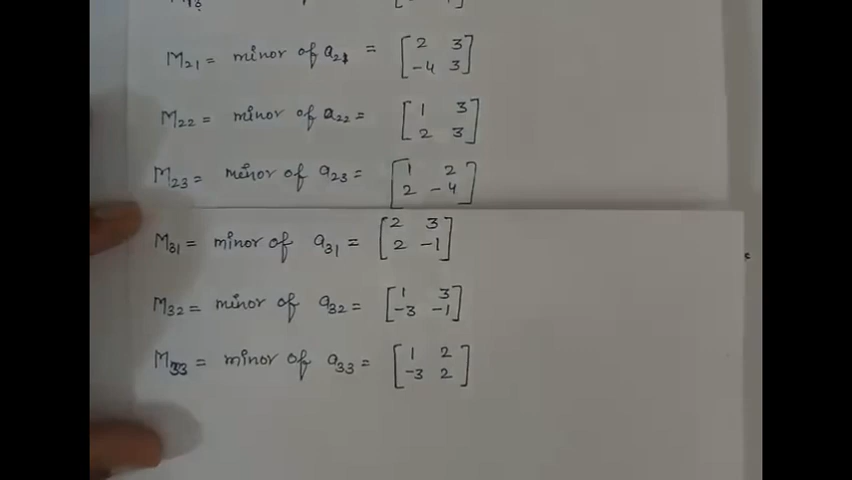 M21 = minor of a21 = [2 3
-4 3]
M22 = minor of a22 = [1 3
2 3]
M23 = minor of a23 = [1 2
2 -4]
M31 = minor of a31 = [2 3
2 -1]
M32 = minor of a32 = [1 3
-3 -1]
M33 = minor of a33 = [1 2
-3 2]